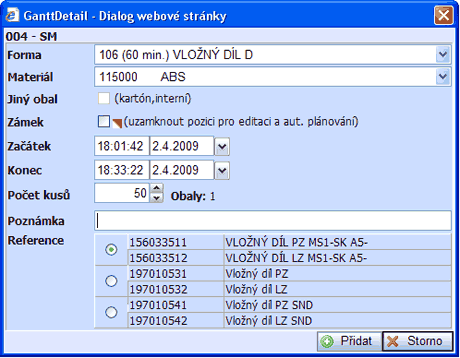 GanttDetail - Dialog webové stránky
004 - SM
Forma 106 (60 min.) VLOŽNÝ DÍL D
Materiál 115000 ABS
Jiný obal (kartón,interní)
Zámek (uzamknout pozici pro editaci a aut. plánování)
Začátek 18:01:42 2.4.2009
Konec 18:33:22 2.4.2009
Počet kusů 50 Obaly: 1
Poznámka
Reference 156033511 VLOŽNÝ DÍL PZ MS1-SK A5-
156033512 VLOŽNÝ DÍL LZ MS1-SK A5-
197010531 Vložný díl PZ
197010532 Vložný díl LZ
197010541 Vložný díl PZ SND
197010542 Vložný díl LZ SND
Přidat Storno